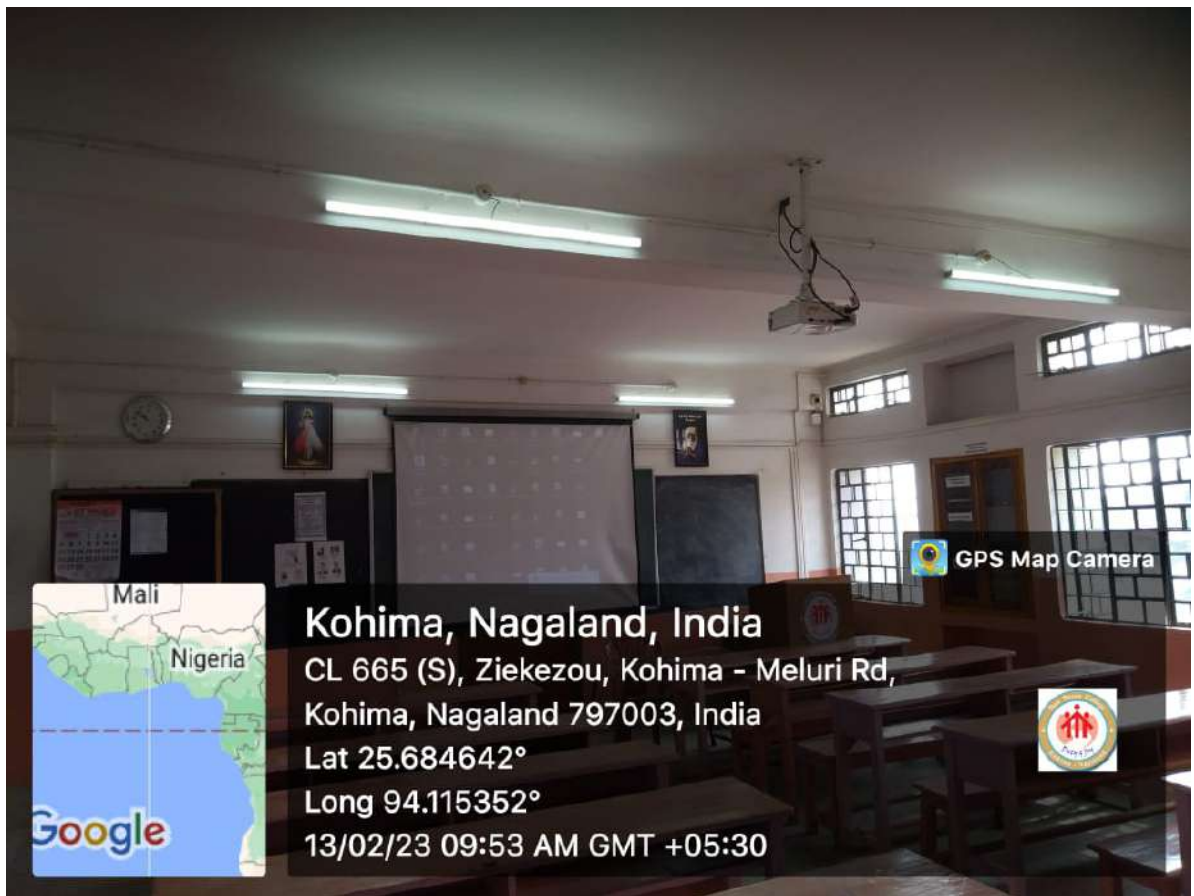 GPS Map Camera
Mali
Nigeria
Google
Kohima, Nagaland, India
CL 665 (S), Ziekezou, Kohima - Meluri Rd,
Kohima, Nagaland 797003, India
Lat 25.684642°
Long 94.115352°
13/02/23 09:53 AM GMT +05:30